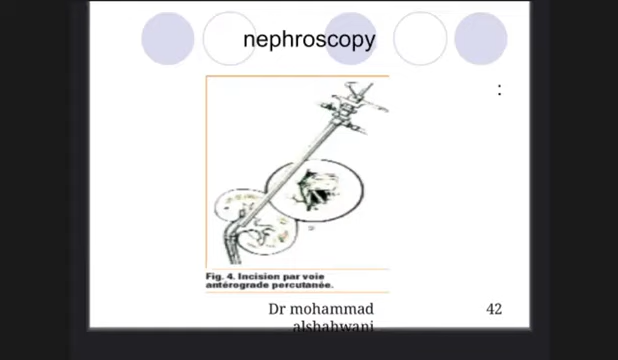 nephroscopy
:
Fig. 4. Incision par voie
antérograde percutanée.
Dr mohammad
alshahwani
42